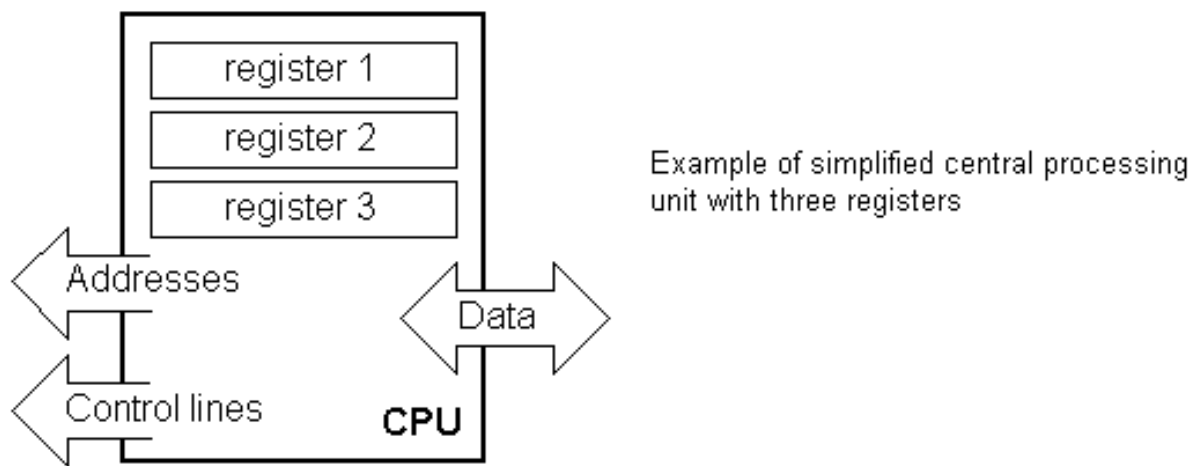 register 1
register 2
register 3
Example of simplified central processing
unit with three registers
Addresses
Data
Control lines
CPU